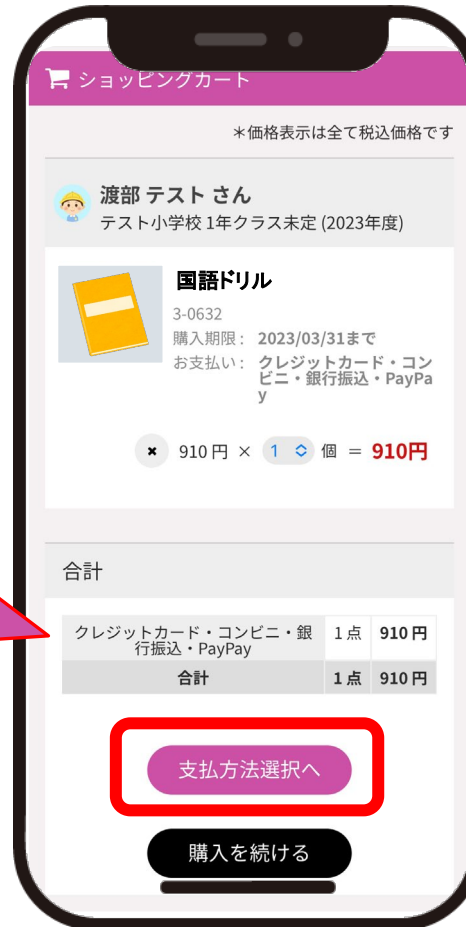 ショッピングカート
*価格表示は全て税込価格です
渡部 テスト さん
テスト小学校 1年クラス未定 (2023年度)
国語ドリル
3-0632
購入期限： 2023/03/31まで
お支払い： クレジットカード・コン
ビニ・銀行振込・PayPa
y
× 910 円 × 1 個 ＝ 910円
合計
クレジットカード・コンビニ・銀 1 点 910 円
行振込・PayPay
合計 1 点 910 円
支払方法選択へ
購入を続ける